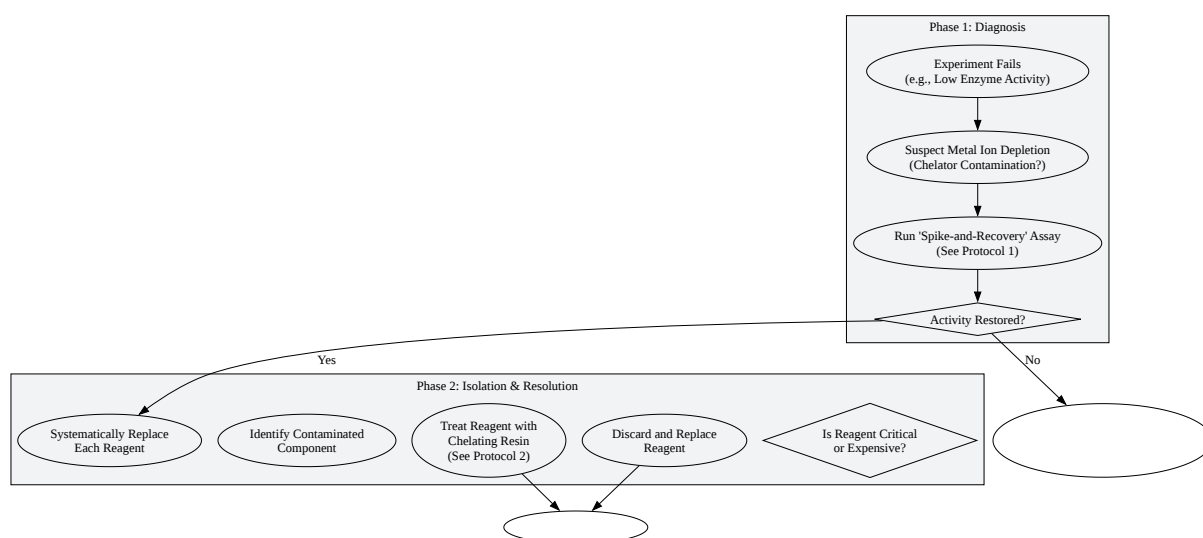 Phase 1: Diagnosis
Experiment Fails
(e.g., Low Enzyme Activity)
Suspect Metal Ion Depletion
(Chelator Contamination?)
Run 'Spike-and-Recovery' Assay
(See Protocol 1)
Activity Restored?
Yes
No
Phase 2: Isolation & Resolution
Systematically Replace
Each Reagent
Identify Contaminated
Component
Treat Reagent with
Chelating Resin
(See Protocol 2)
Discard and Replace
Reagent
Is Reagent Critical
or Expensive?